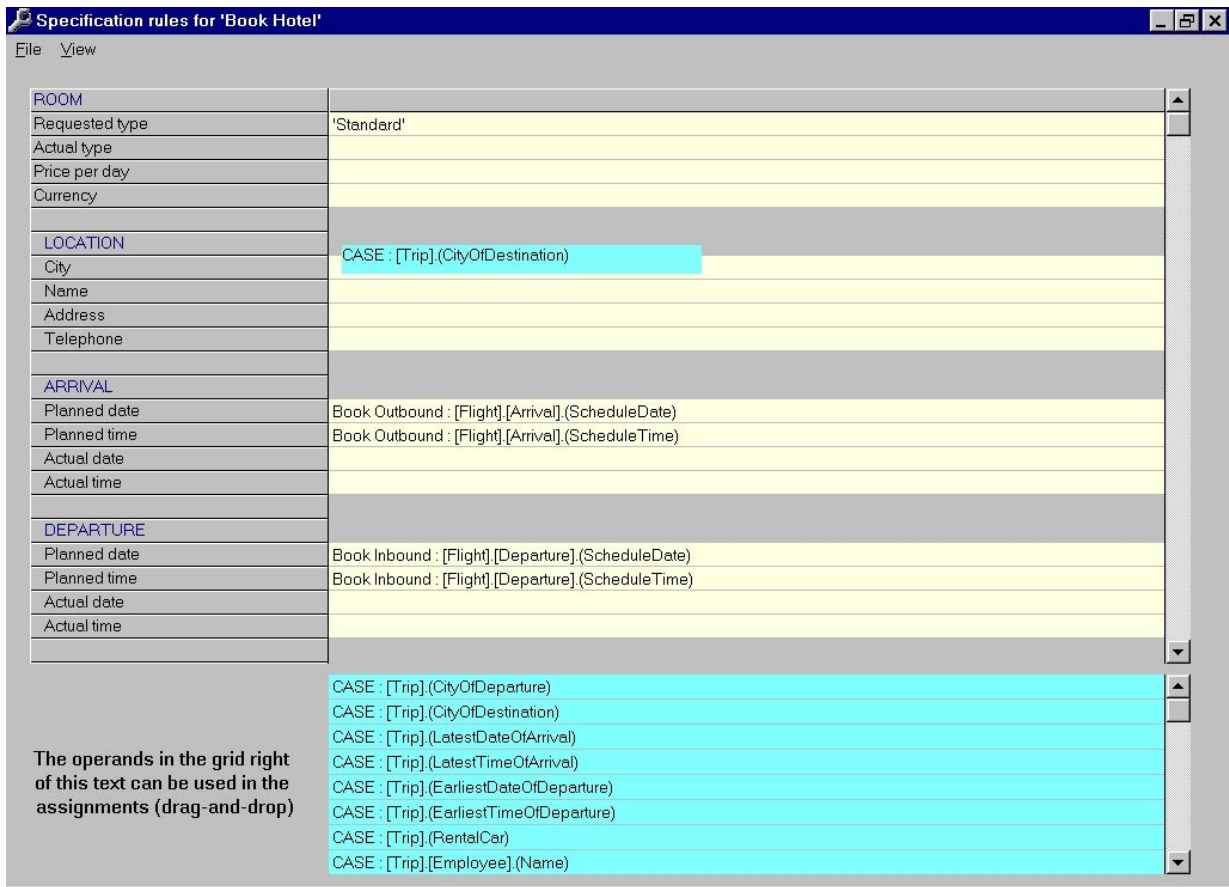 Specification rules for 'Book Hotel'
File View
ROOM
Requested type 'Standard'
Actual type
Price per day
Currency
LOCATION
CASE : [Trip].(CityOfDestination)
City
Name
Address
Telephone
ARRIVAL
Planned date Book Outbound : [Flight].[Arrival].(ScheduleDate)
Planned time Book Outbound : [Flight].[Arrival].(ScheduleTime)
Actual date
Actual time
DEPARTURE
Planned date Book Inbound : [Flight].[Departure].(ScheduleDate)
Planned time Book Inbound : [Flight].[Departure].(ScheduleTime)
Actual date
Actual time
The operands in the grid right
of this text can be used in the
assignments (drag-and-drop)
CASE : [Trip].(CityOfDeparture)
CASE : [Trip].(CityOfDestination)
CASE : [Trip].(LatestDateOfArrival)
CASE : [Trip].(LatestTimeOfArrival)
CASE : [Trip].(EarliestDateOfDeparture)
CASE : [Trip].(EarliestTimeOfDeparture)
CASE : [Trip].(RentalCar)
CASE : [Trip].[Employee].(Name)